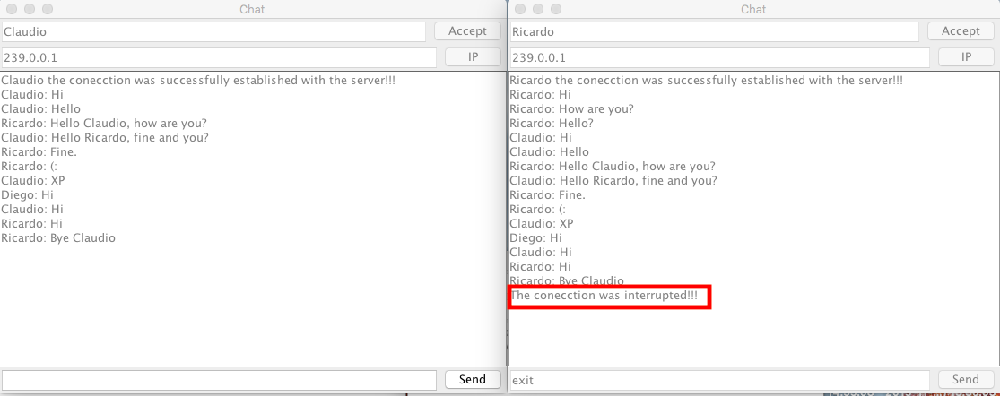 Chat
Claudio
Accept
239.0.0.1
IP
Claudio the conecction was successfully established with the server!!!
Claudio: Hi
Claudio: Hello
Ricardo: Hello Claudio, how are you?
Claudio: Hello Ricardo, fine and you?
Ricardo: Fine.
Ricardo: (:
Claudio: XP
Diego: Hi
Claudio: Hi
Ricardo: Hi
Ricardo: Bye Claudio
Send
Chat
Ricardo
Accept
239.0.0.1
IP
Ricardo the conecction was successfully established with the server!!!
Ricardo: Hi
Ricardo: How are you?
Ricardo: Hello?
Claudio: Hi
Claudio: Hello
Ricardo: Hello Claudio, how are you?
Claudio: Hello Ricardo, fine and you?
Ricardo: Fine.
Ricardo: (:
Claudio: XP
Diego: Hi
Claudio: Hi
Ricardo: Hi
Ricardo: Bye Claudio
The conecction was interrupted!!!
exit
Send